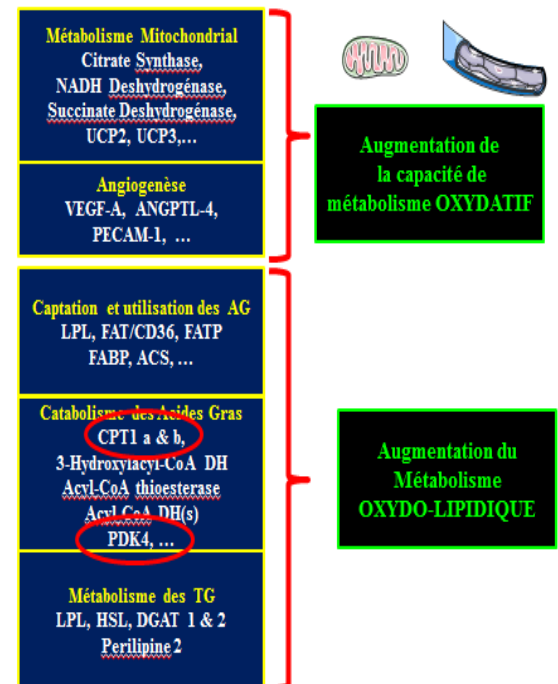 Métabolisme Mitochondrial
Citrate Synthase,
NADH Deshydrogénase,
Succinate Deshydrogénase,
UCP2, UCP3,...
Angiogenèse
VEGF-A, ANGPTL-4,
PECAM-1, ...
Augmentation de
la capacité de
métabolisme OXYDATIF
Captation et utilisation des AG
LPL, FAT/CD36, FATP
FABP, ACS, ...
Catabolisme des Acides Gras
CPT1 a & b,
3-Hydroxylacyl-CoA DH
Acyl-CoA thioesterase
Acyl CoA DH(s)
PDK4, ...
Métabolisme des TG
LPL, HSL, DGAT 1 & 2
Perilipine 2
Augmentation du
Métabolisme
OXYDO-LIPIDIQUE